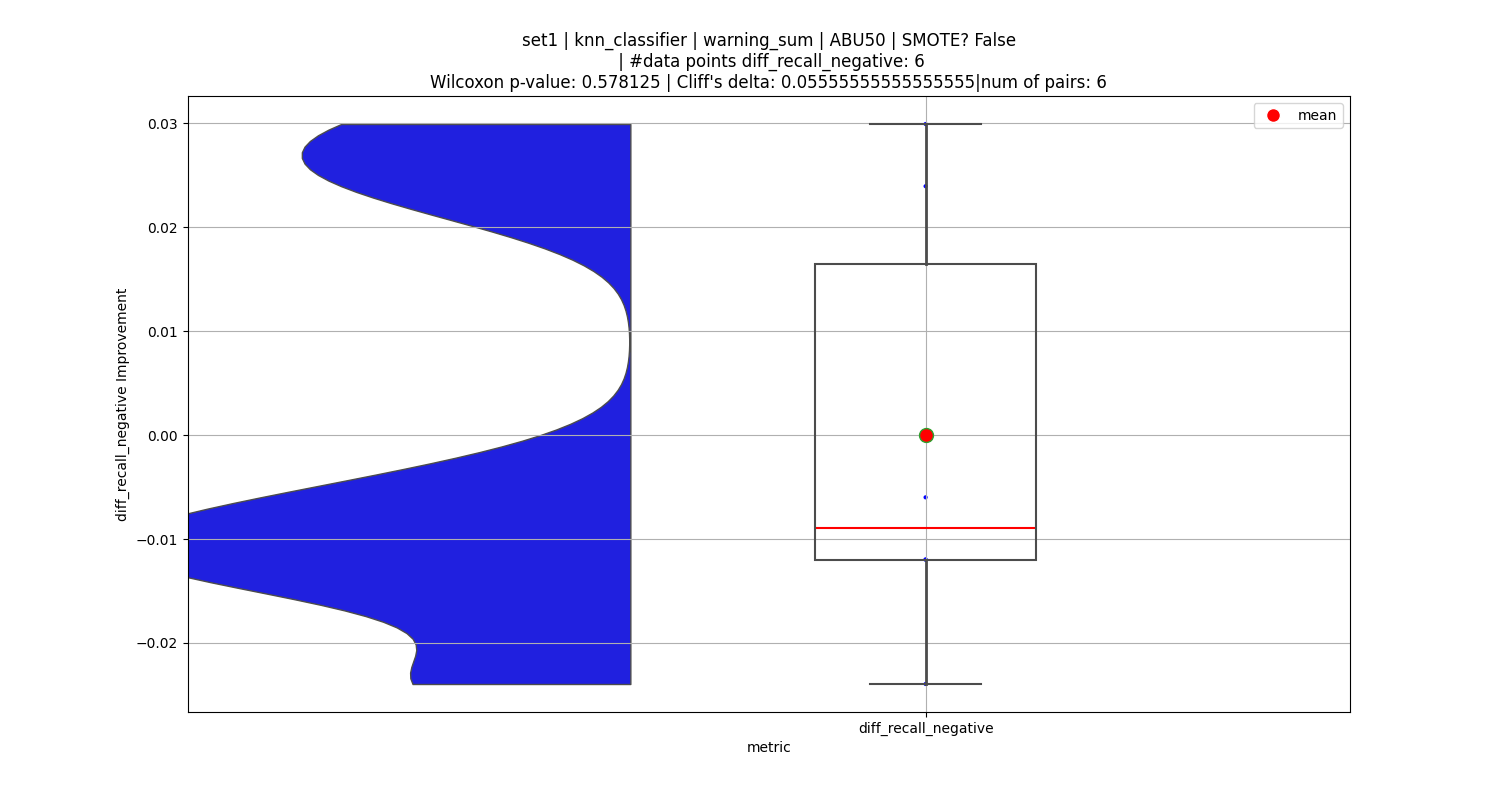 set1 | knn_classifier | warning_sum | ABU50 | SMOTE? False
| #data points diff_recall_negative: 6
Wilcoxon p-value: 0.578125 | Cliff's delta: 0.05555555555555555|num of pairs: 6
mean
0.03
0.02
0.01
0.00
−0.01
−0.02
diff_recall_negative Improvement
diff_recall_negative
metric